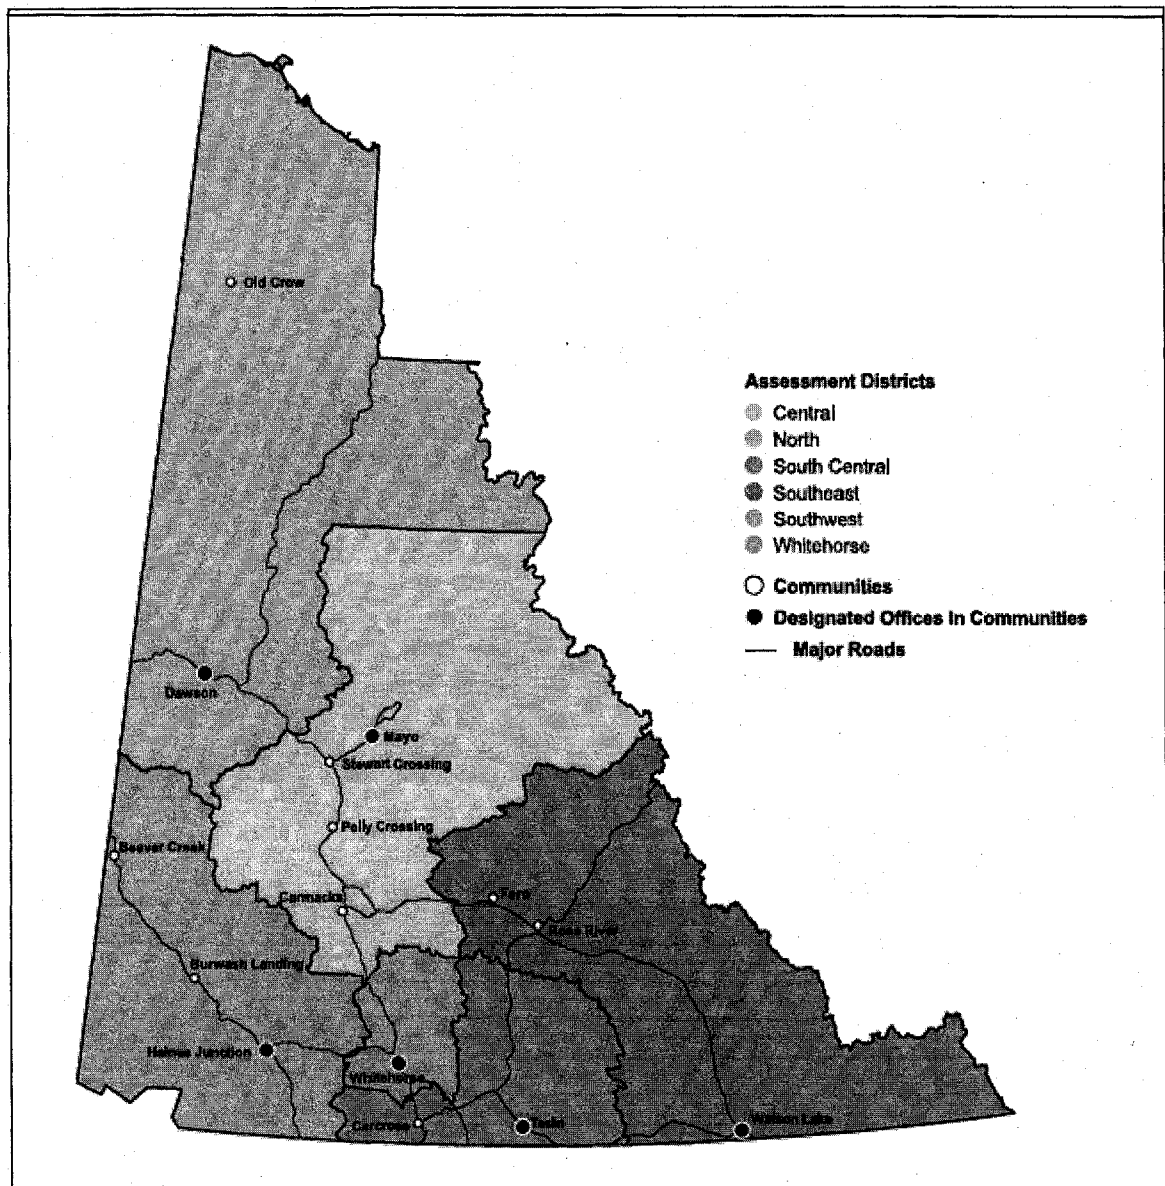 Old Crow
Assessment Districts
Central
North
South Central
Southeast
Southwest
Whitehorse
Communities
Designated Offices in Communities
Major Roads
Dawson
Mayo
Stewart Crossing
Pelly Crossing
Beaver Creek
Carmacks
Faro
Ross River
Burwash Landing
Haines Junction
Whitehorse
Carcross
Teslin
Watson Lake